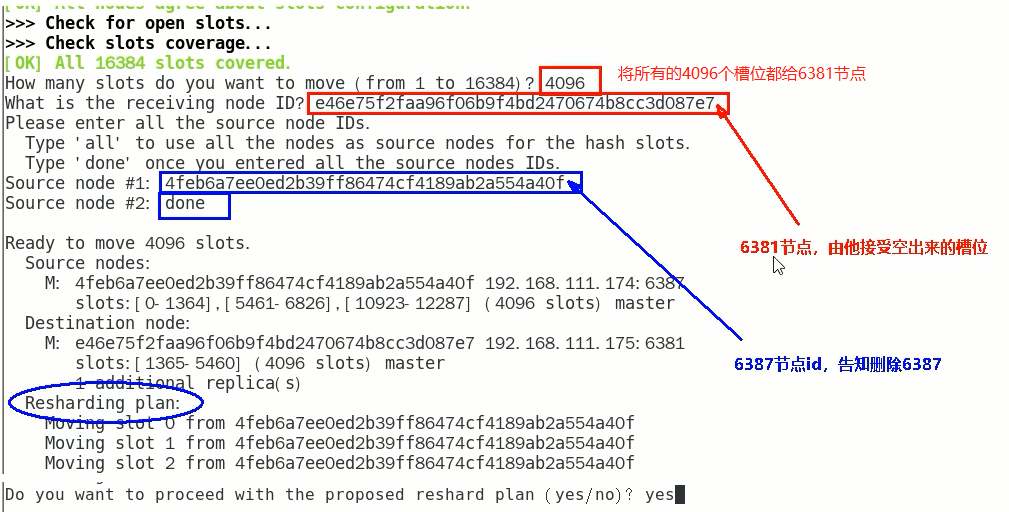 [OK] All nodes agree about slots configuration.
>>> Check for open slots...
>>> Check slots coverage...
[OK] All 16384 slots covered.
How many slots do you want to move (from 1 to 16384)? 4096
将所有的4096个槽位都给6381节点
What is the receiving node ID? e46e75f2faa96f06b9f4bd2470674b8cc3d087e7
Please enter all the source node IDs.
Type 'all' to use all the nodes as source nodes for the hash slots.
Type 'done' once you entered all the source nodes IDs.
Source node #1: 4feb6a7ee0ed2b39ff86474cf4189ab2a554a40f
Source node #2: done
6381节点，由他接受空出来的槽位
Ready to move 4096 slots.
Source nodes:
M: 4feb6a7ee0ed2b39ff86474cf4189ab2a554a40f 192.168.111.174:6387
slots:[0-1364],[5461-6826],[10923-12287] (4096 slots) master
Destination node:
M: e46e75f2faa96f06b9f4bd2470674b8cc3d087e7 192.168.111.175:6381
slots:[1365-5460] (4096 slots) master
6387节点id，告知删除6387
1 additional replica(s)
Resharding plan:
Moving slot 0 from 4feb6a7ee0ed2b39ff86474cf4189ab2a554a40f
Moving slot 1 from 4feb6a7ee0ed2b39ff86474cf4189ab2a554a40f
Moving slot 2 from 4feb6a7ee0ed2b39ff86474cf4189ab2a554a40f
Do you want to proceed with the proposed reshard plan (yes/no)? yes